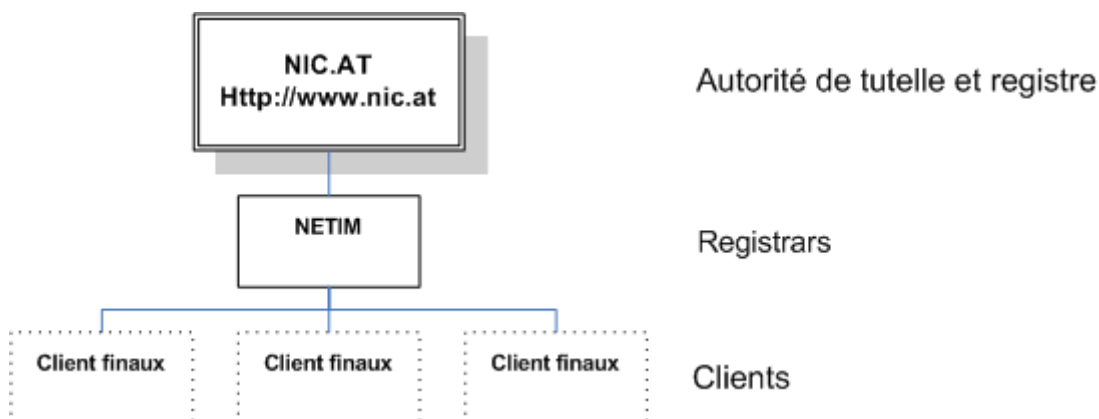 NIC.AT
Http://www.nic.at
Autorité de tutelle et registre
NETIM
Registrars
Client finaux
Client finaux
Client finaux
Clients